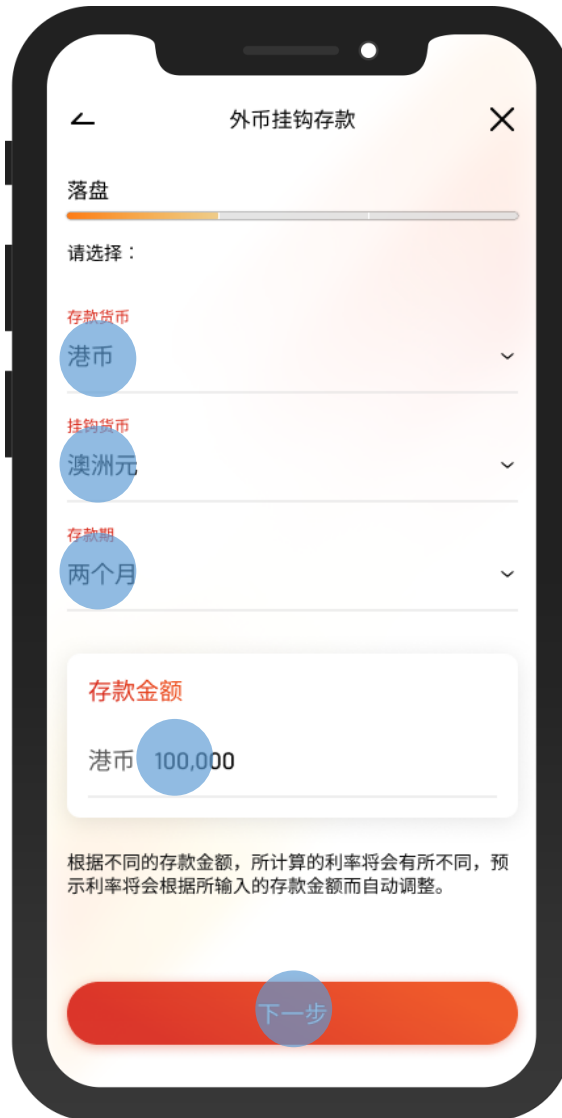 外币挂钩存款
落盘
请选择：
存款货币
港币
挂钩货币
澳洲元
存款期
两个月
存款金额
港币 100,000
根据不同的存款金额，所计算的利率将会有所不同，预
示利率将会根据所输入的存款金额而自动调整。
下一步